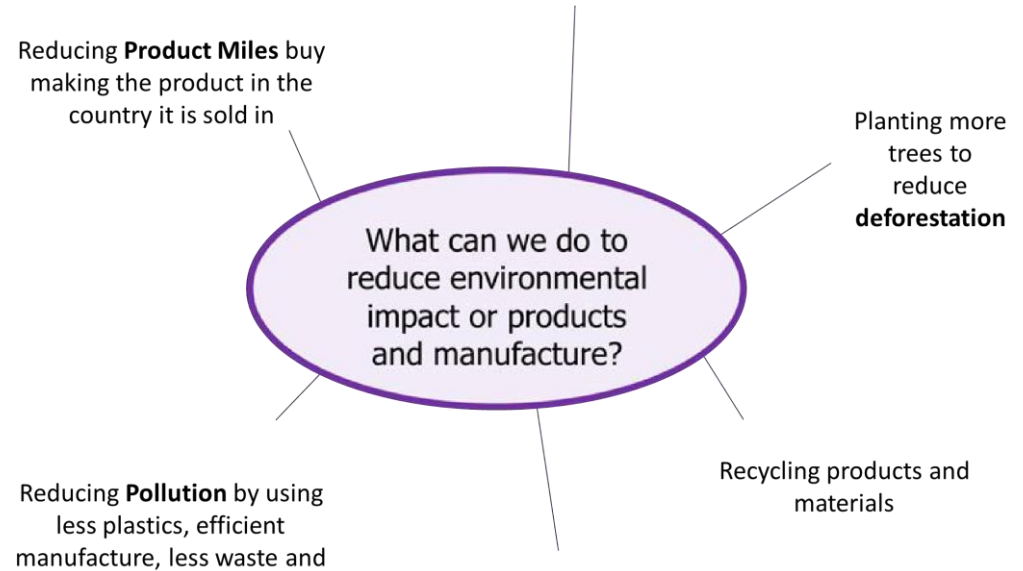 Reducing Product Miles buy
making the product in the
country it is sold in
Planting more
trees to
reduce
deforestation
What can we do to
reduce environmental
impact or products
and manufacture?
Recycling products and
materials
Reducing Pollution by using
less plastics, efficient
manufacture, less waste and